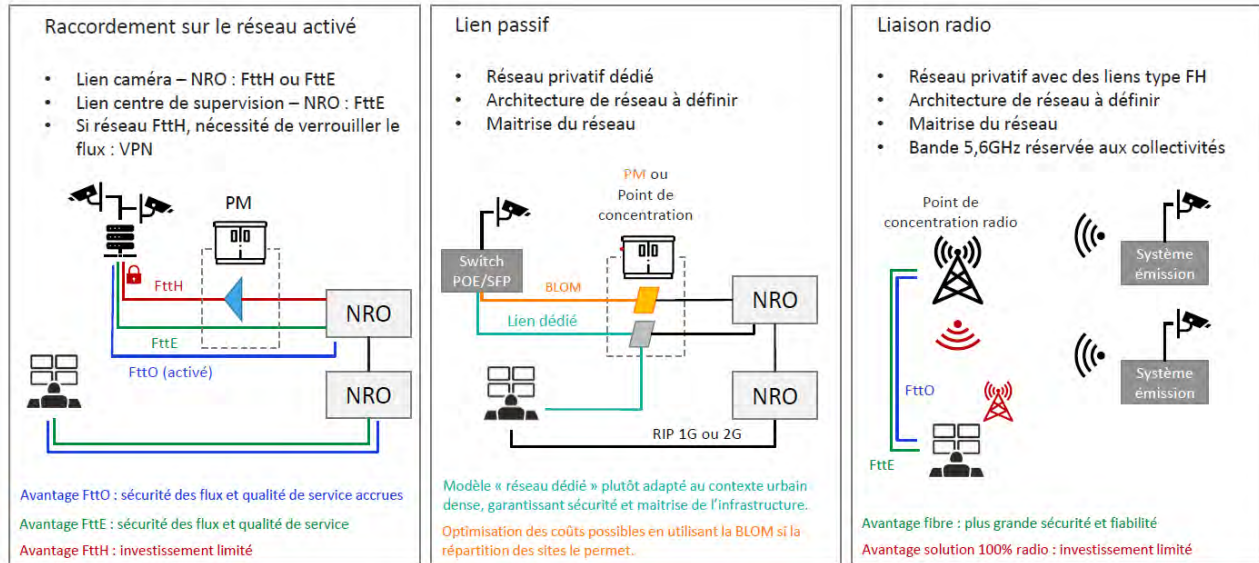 Raccordement sur le réseau activé
• Lien caméra – NRO : FttH ou FttE
• Lien centre de supervision – NRO : FttE
• Si réseau FttH, nécessité de verrouiller le
flux : VPN
PM
FttH
NRO
FttE
FttO (activé)
NRO
Avantage FttO : sécurité des flux et qualité de service accrues
Avantage FttE : sécurité des flux et qualité de service
Avantage FttH : investissement limité
Lien passif
• Réseau privatif dédié
• Architecture de réseau à définir
• Maitrise du réseau
PM ou
Point de
concentration
Switch
POE/SFP
BLOM
NRO
Lien dédié
NRO
RIP 1G ou 2G
Modèle « réseau dédié » plutôt adapté au contexte urbain
dense, garantissant sécurité et maitrise de l'infrastructure.
Optimisation des coûts possibles en utilisant la BLOM si la
répartition des sites le permet.
Liaison radio
• Réseau privatif avec des liens type FH
• Architecture de réseau à définir
• Maitrise du réseau
• Bande 5,6GHz réservée aux collectivités
Point de
concentration radio
Système
émission
Système
émission
FttO
FttE
Avantage fibre : plus grande sécurité et fiabilité
Avantage solution 100% radio : investissement limité